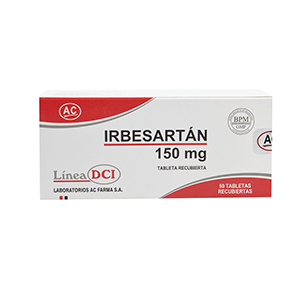 AC
IRBESARTÁN
150 mg
TABLETA RECUBIERTA
BPM
GMP
AC
Línea DCI
LABORATORIOS AC FARMA S.A.
50 TABLETAS
RECUBIERTAS